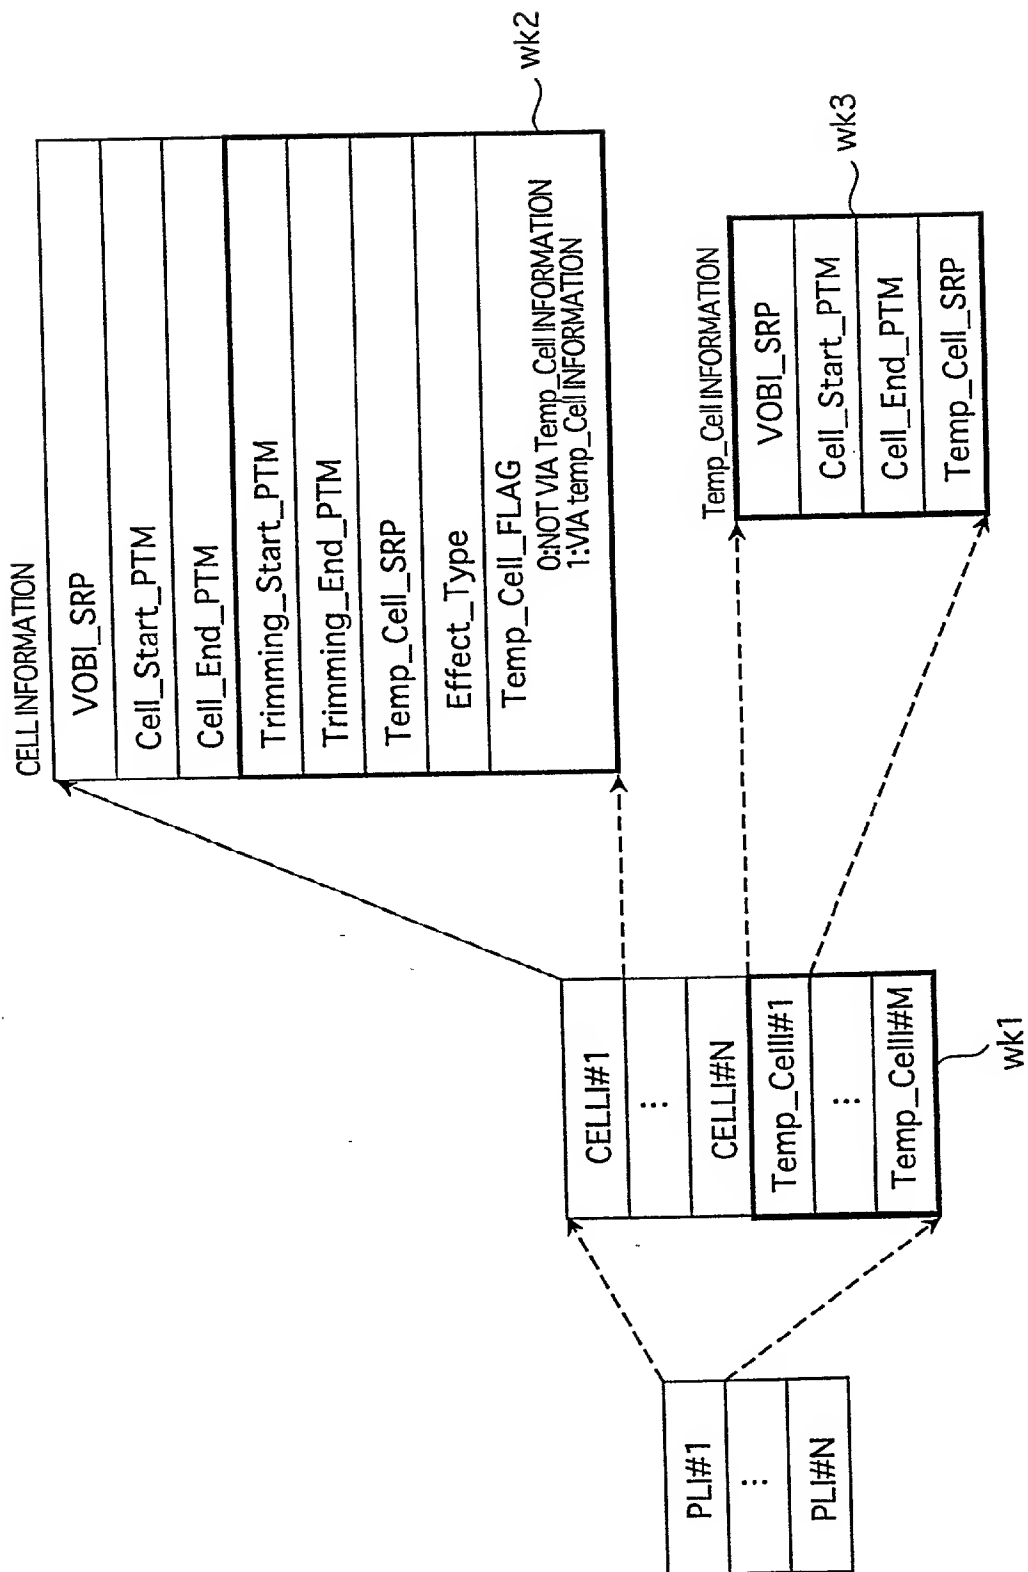 CELL INFORMATION
VOBI_SRP
Cell_Start_PTM
Cell_End_PTM
Trimming_Start_PTM
Trimming_End_PTM
Temp_Cell_SRP
Effect_Type
Temp_Cell_FLAG
0:NOT VIA Temp_Cell INFORMATION
1:VIA temp_Cell INFORMATION
wk2
PLI#1
⋮
PLI#N
CELLI#1
⋮
CELLI#N
Temp_CellI#1
⋮
Temp_CellI#M
wk1
Temp_Cell INFORMATION
VOBI_SRP
Cell_Start_PTM
Cell_End_PTM
Temp_Cell_SRP
wk3